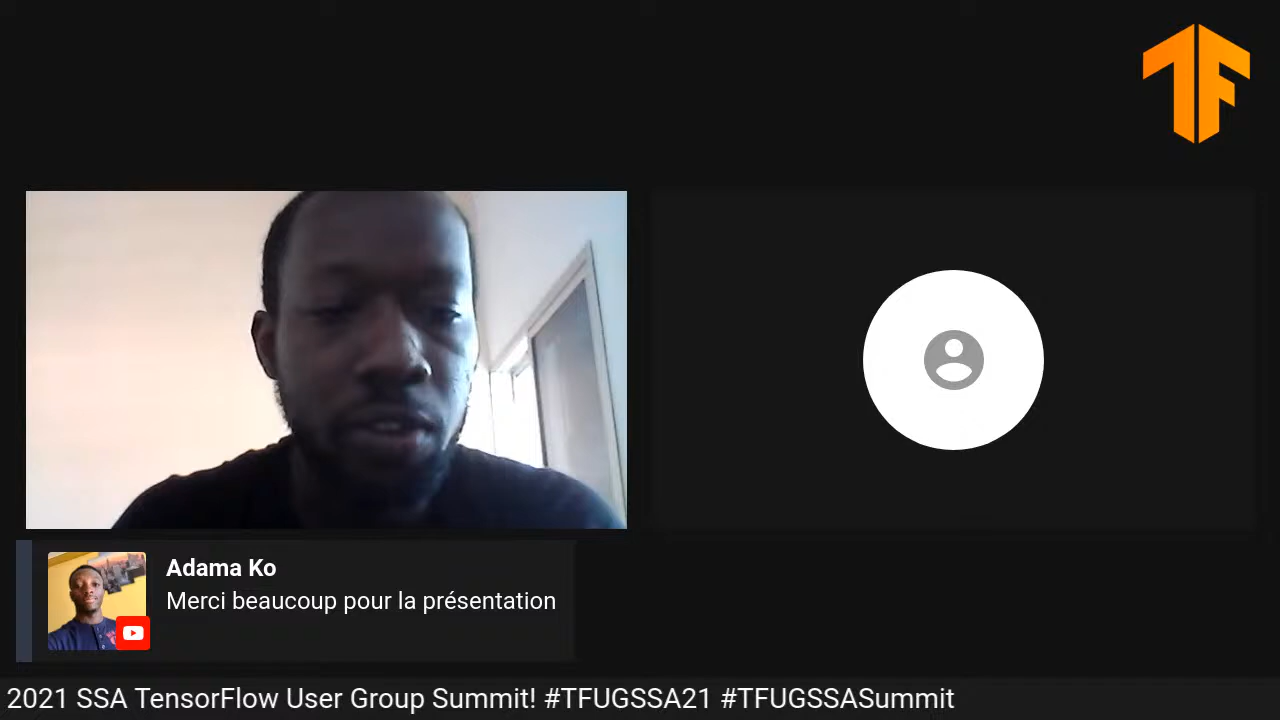 Adama Ko
Merci beaucoup pour la présentation
2021 SSA TensorFlow User Group Summit! #TFUGSSA21 #TFUGSSASummit